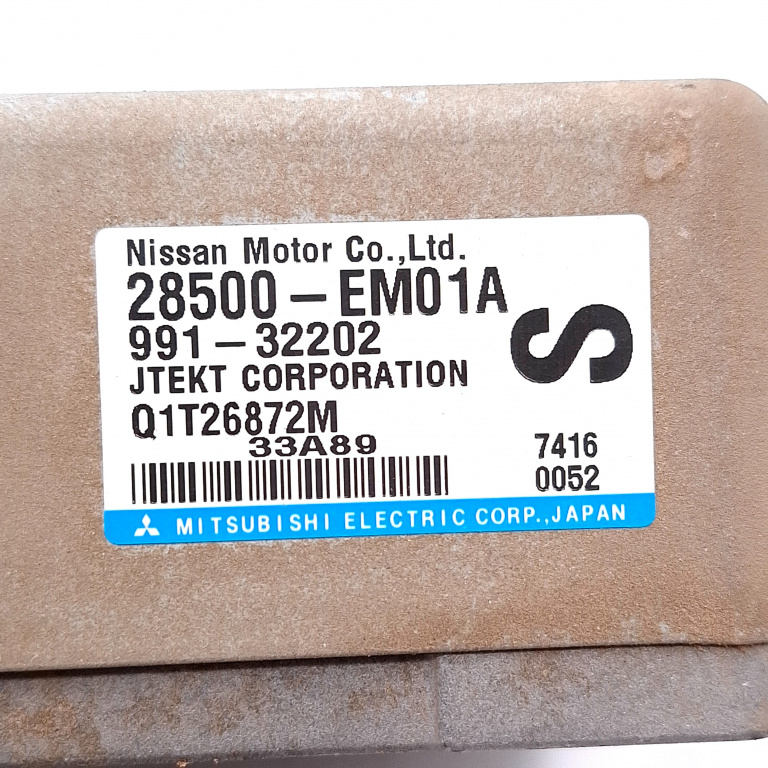 Nissan Motor Co.,Ltd.
28500-EM01A
991-32202
S
JTEKT CORPORATION
Q1T26872M
33A89
7416
0052
MITSUBISHI ELECTRIC CORP.,JAPAN